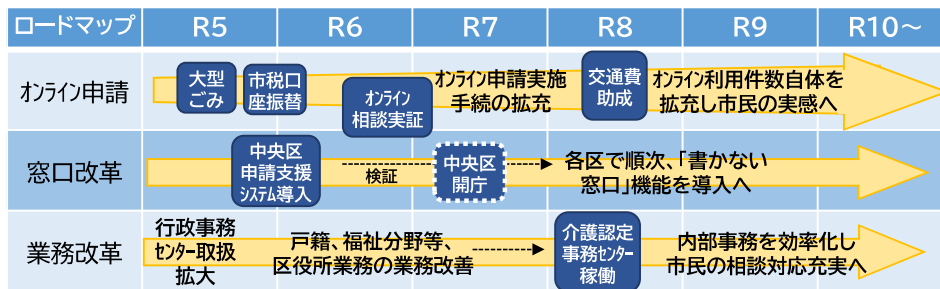 ロードマップ R5 R6 R7 R8 R9 R10～
オンライン申請
大型
ごみ
市税口
座振替
オンライン
相談実証
オンライン申請実施
手続の拡充
交通費
助成
オンライン利用件数自体を
拡充し市民の実感へ
窓口改革
中央区
申請支援
システム導入
検証
中央区
開庁
各区で順次、「書かない
窓口」機能を導入へ
業務改革
行政事務
センター取扱
拡大
戸籍、福祉分野等、
区役所業務の業務改善
介護認定
事務センター
稼働
内部事務を効率化し
市民の相談対応充実へ